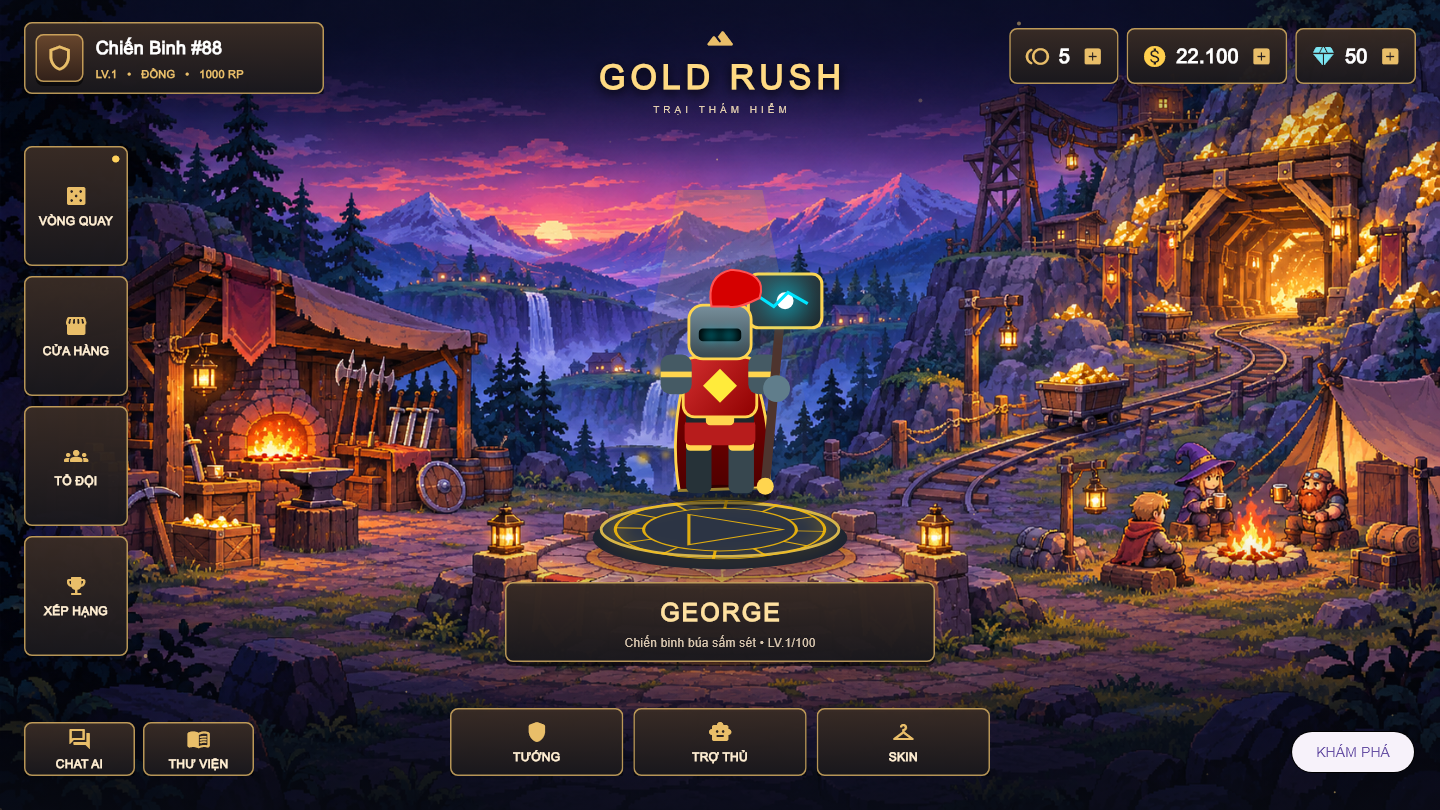 Chiến Binh #88
LV.1 • ĐỒNG • 1000 RP
GOLD RUSH
TRẠI THÁM HIỂM
5
22.100
50
VÒNG QUAY
CỬA HÀNG
TỔ ĐỘI
XẾP HẠNG
GEORGE
Chiến binh búa sấm sét • LV.1/100
CHAT AI
THƯ VIỆN
TƯỚNG
TRỢ THỦ
SKIN
KHÁM PHÁ